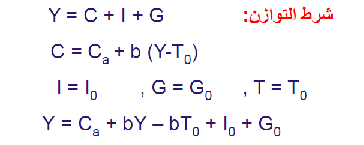 شرط التوازن: Y = C + I + G
C = Cₐ + b (Y-T₀)
I = I₀ , G = G₀ , T = T₀
Y = Cₐ + bY – bT₀ + I₀ + G₀